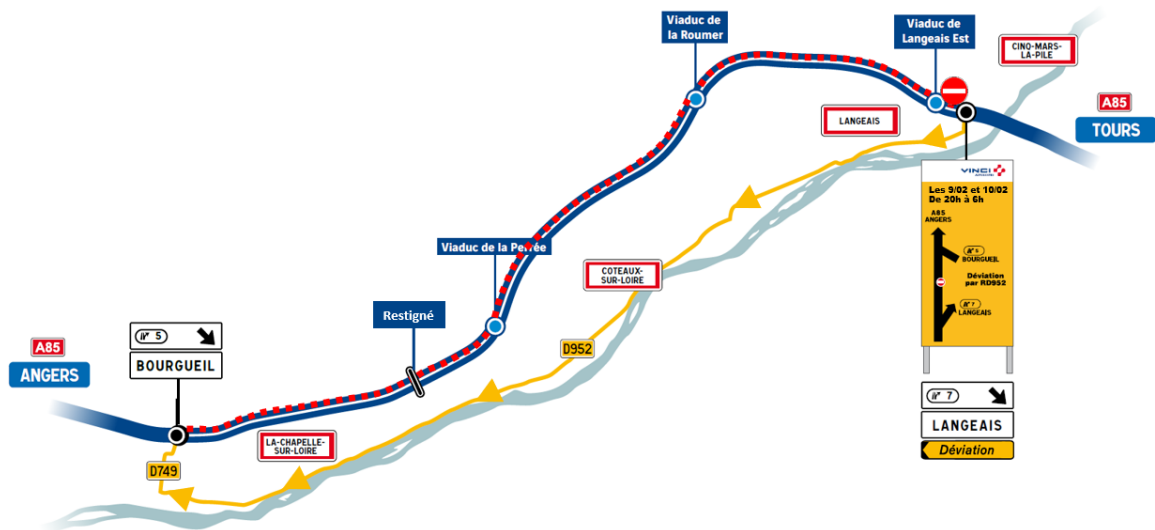 Viaduc de
la Roumer
Viaduc de
Langeais Est
CINQ-MARS-
LA-PILE
A85
TOURS
LANGEAIS
VINCI
AUTOROUTES
Les 9/02 et 10/02
De 20h à 6h
A85
ANGERS
N° 5
BOURGUEIL
Déviation
par RD952
N° 7
LANGEAIS
Viaduc de la Perrée
COTEAUX-
SUR-LOIRE
Restigné
N° 5
BOURGUEIL
A85
ANGERS
D952
N° 7
LANGEAIS
Déviation
LA-CHAPELLE-
SUR-LOIRE
D749